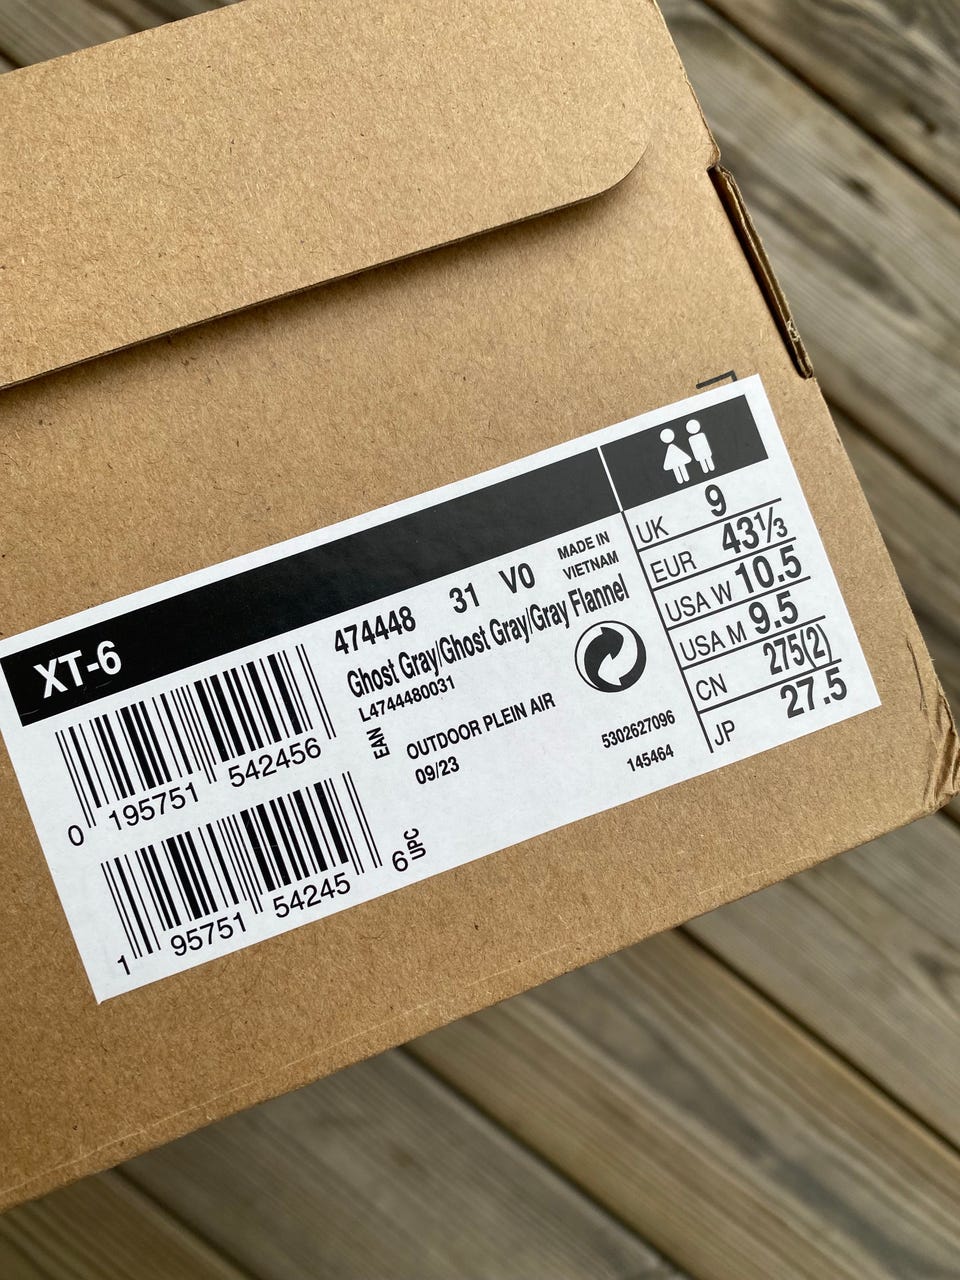 XT-6
474448 31 V0
MADE IN
VIETNAM
Ghost Gray/Ghost Gray/Gray Flannel
L4744480031
EAN
0 195751 542456
OUTDOOR PLEIN AIR
09/23
5302627096
145464
1 95751 54245 6
UPC
UK 9
EUR 43⅓
USA W 10.5
USA M 9.5
CN 275(2)
JP 27.5